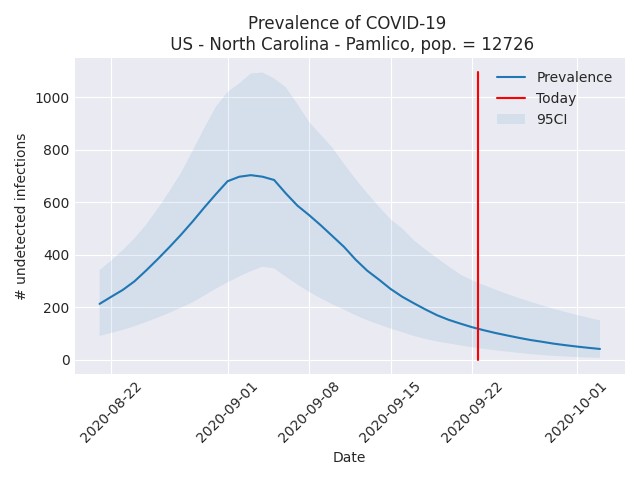 Prevalence of COVID-19
US - North Carolina - Pamlico, pop. = 12726
# undetected infections
1000
800
600
400
200
0
Prevalence
Today
95CI
2020-08-22
2020-09-01
2020-09-08
2020-09-15
2020-09-22
2020-10-01
Date